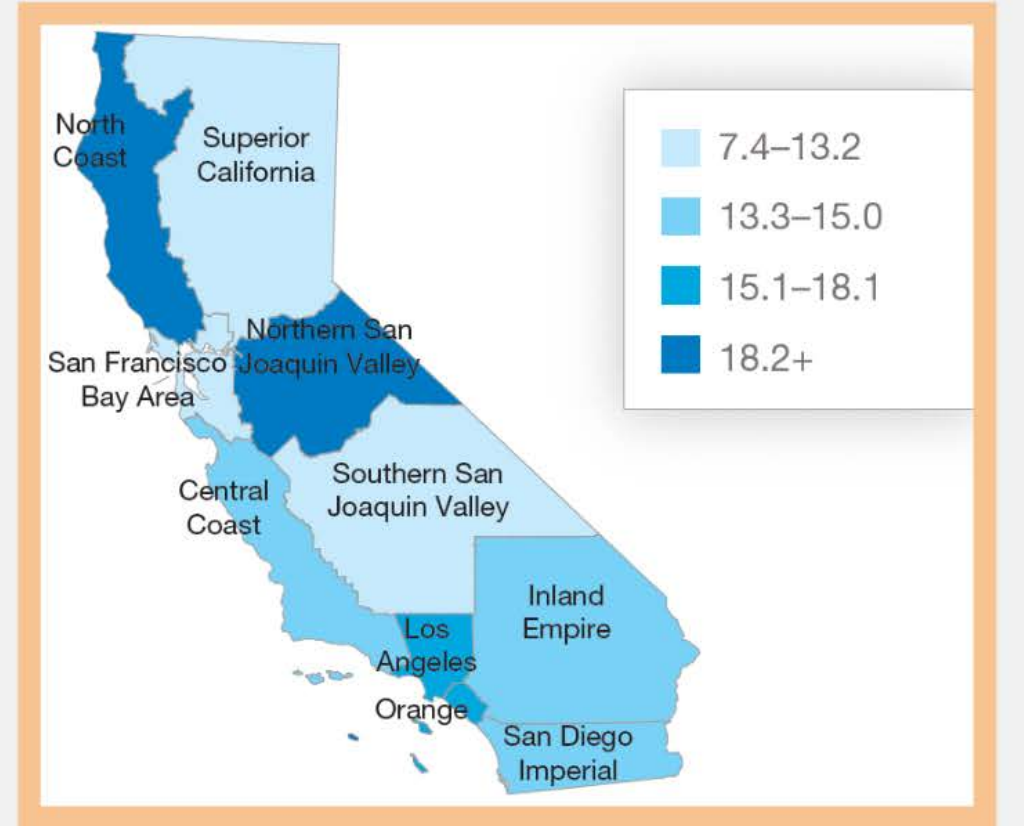 North
Coast
Superior
California
Northern San
Joaquin Valley
San Francisco
Bay Area
Central
Coast
Southern San
Joaquin Valley
Inland
Empire
Los
Angeles
Orange
San Diego
Imperial
7.4–13.2
13.3–15.0
15.1–18.1
18.2+